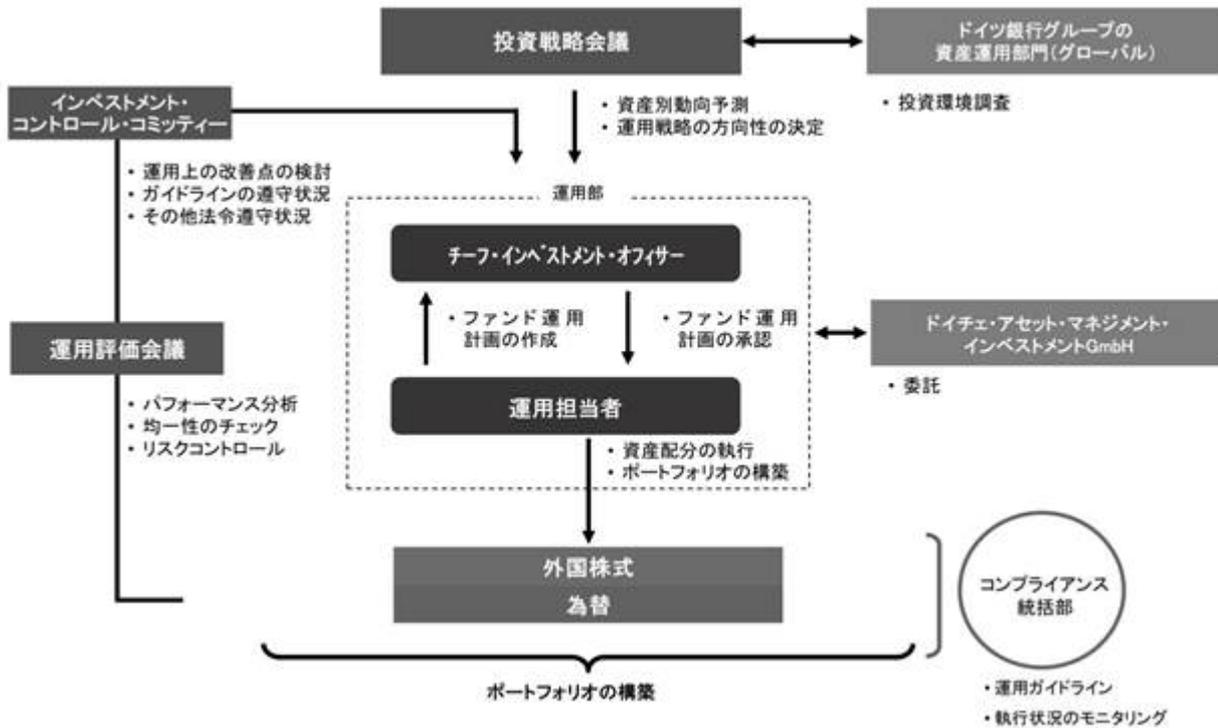 投資戦略会議
ドイツ銀行グループの
資産運用部門(グローバル)
・投資環境調査
・資産別動向予測
・運用戦略の方向性の決定
インベストメント・
コントロール・コミッティー
・運用上の改善点の検討
・ガイドラインの遵守状況
・その他法令遵守状況
運用部
チーフ・インベストメント・オフィサー
・ファンド運用
計画の作成
・ファンド運用
計画の承認
運用担当者
・資産配分の執行
・ポートフォリオの構築
ドイチェ・アセット・マネジメント・
インベストメントGmbH
・委託
運用評価会議
・パフォーマンス分析
・均一性のチェック
・リスクコントロール
外国株式
為替
ポートフォリオの構築
コンプライアンス
統括部
・運用ガイドライン
・執行状況のモニタリング